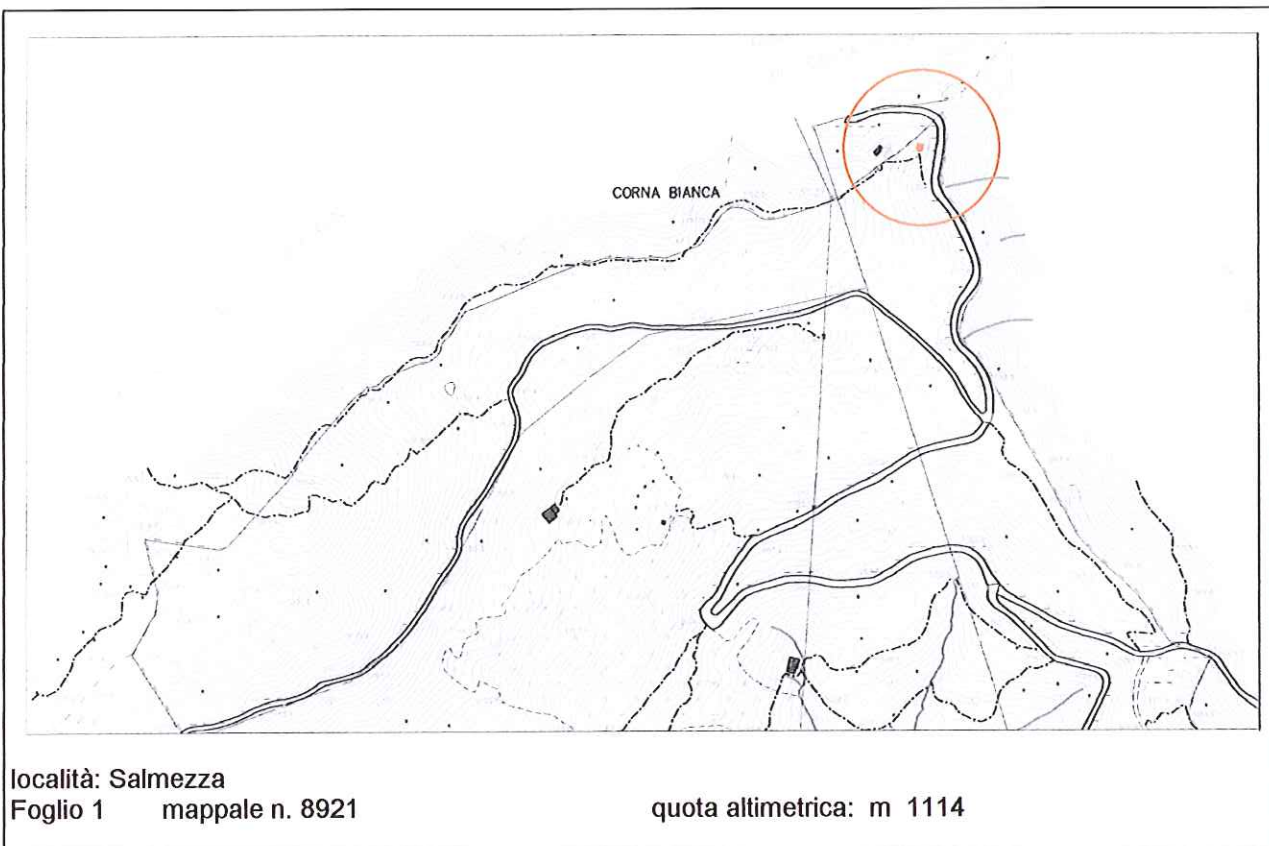 CORNA BIANCA
località: Salmezza
Foglio 1 mappale n. 8921 quota altimetrica: m 1114